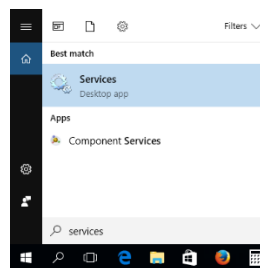 Filters
Best match
Services
Desktop app
Apps
Component Services
services